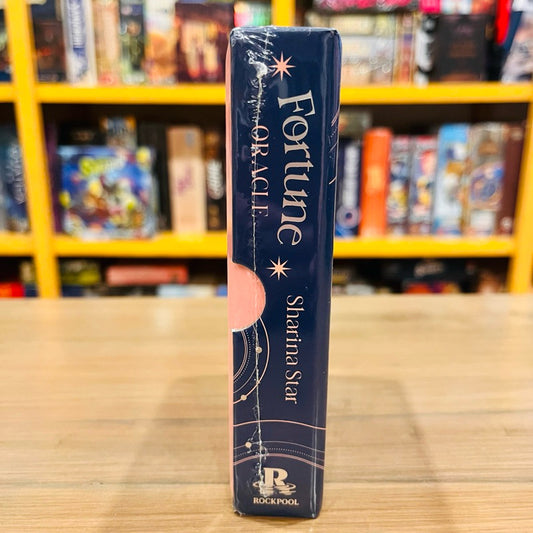 Fortune
ORACLE
Sharina Star
R
ROCKPOOL